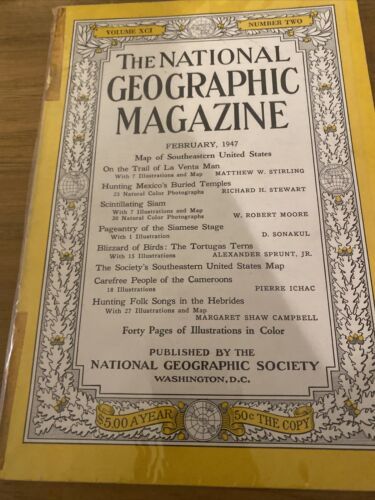 VOLUME XCI NUMBER TWO
THE NATIONAL
GEOGRAPHIC
MAGAZINE
FEBRUARY, 1947
Map of Southeastern United States
On the Trail of La Venta Man
With 7 Illustrations and Map MATTHEW W. STIRLING
Hunting Mexico's Buried Temples
25 Natural Color Photographs RICHARD H. STEWART
Scintillating Siam
With 7 Illustrations and Map
20 Natural Color Photographs W. ROBERT MOORE
Pageantry of the Siamese Stage
With 1 Illustration D. SONAKUL
Blizzard of Birds: The Tortugas Terns
With 15 Illustrations ALEXANDER SPRUNT, JR.
The Society's Southeastern United States Map
Carefree People of the Cameroons
18 Illustrations PIERRE ICHAC
Hunting Folk Songs in the Hebrides
With 27 Illustrations and Map
MARGARET SHAW CAMPBELL
Forty Pages of Illustrations in Color
PUBLISHED BY THE
NATIONAL GEOGRAPHIC SOCIETY
WASHINGTON, D.C.
$5.00 A YEAR 50c THE COPY